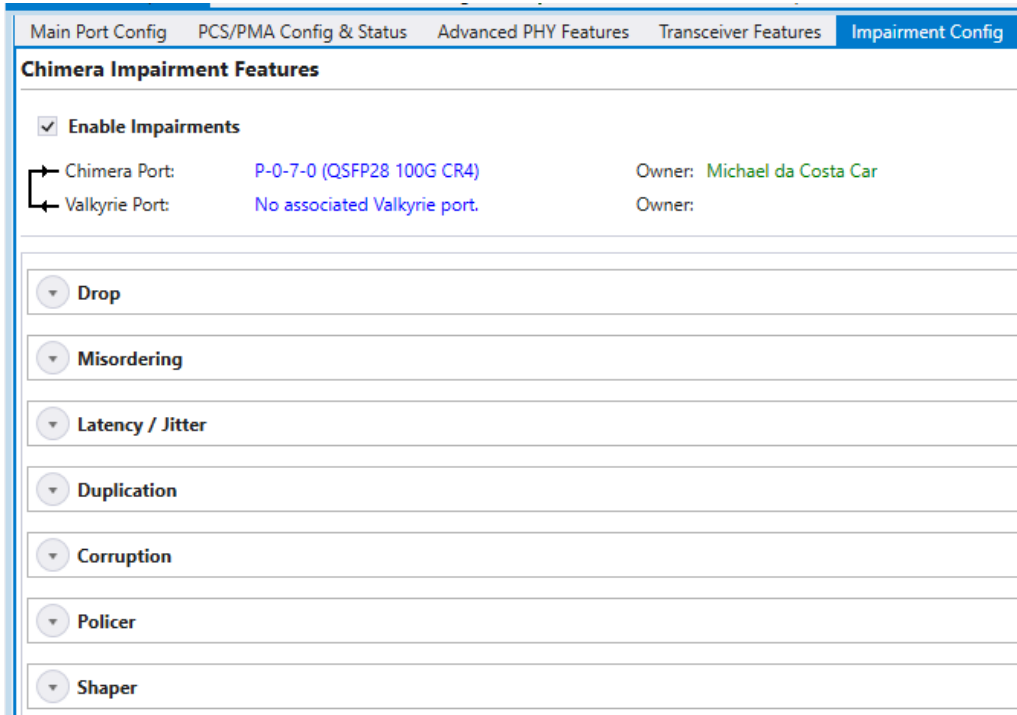 Main Port Config PCS/PMA Config & Status Advanced PHY Features Transceiver Features Impairment Config
Chimera Impairment Features
Enable Impairments
Chimera Port: P-0-7-0 (QSFP28 100G CR4) Owner: Michael da Costa Car
Valkyrie Port: No associated Valkyrie port. Owner:
Drop
Misordering
Latency / Jitter
Duplication
Corruption
Policer
Shaper